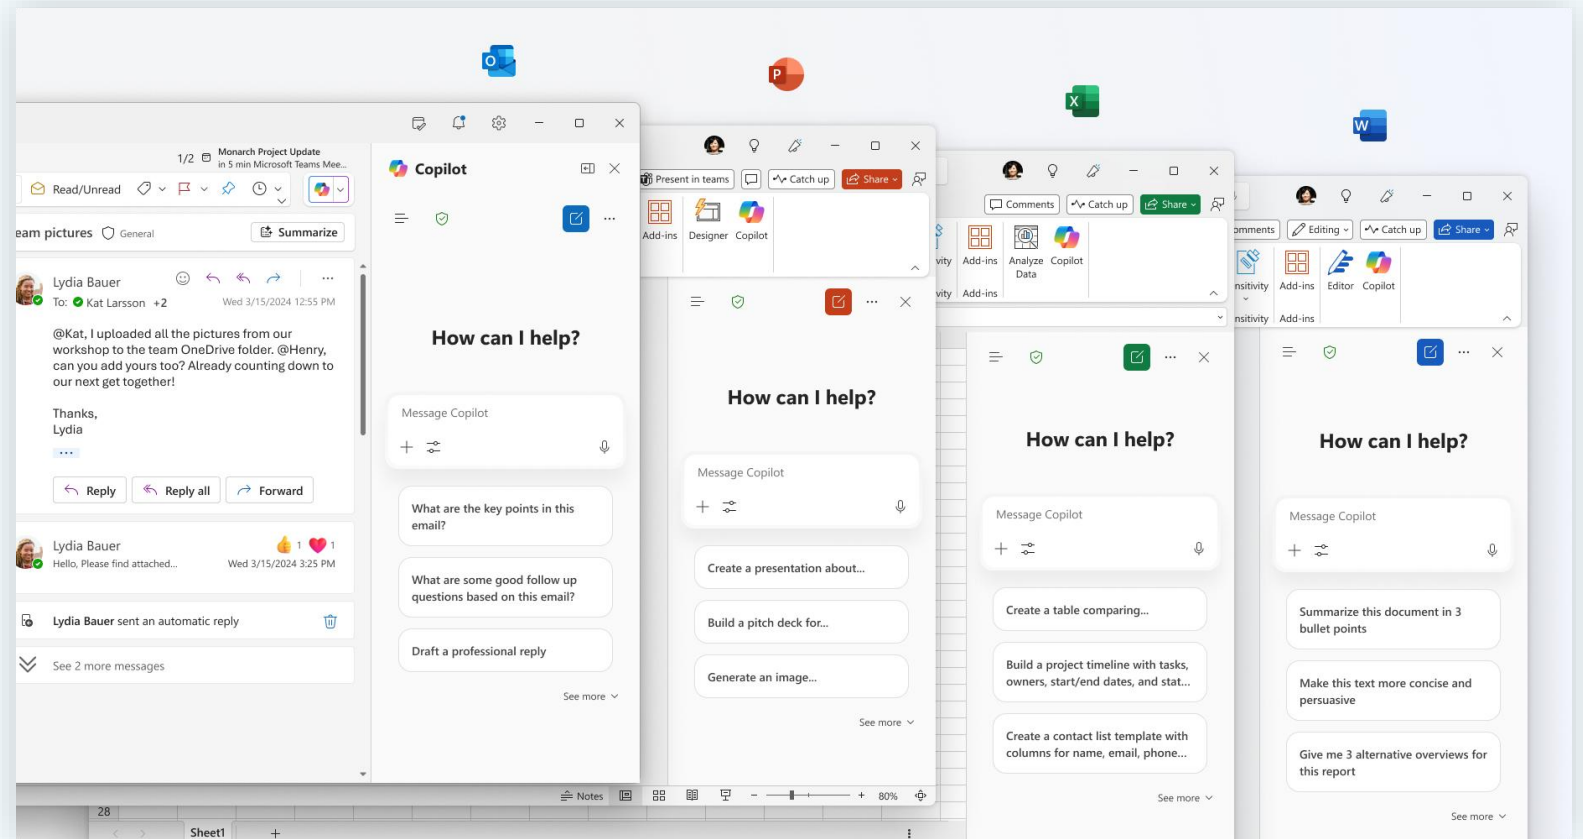 1/2
Monarch Project Update
in 5 min Microsoft Teams Mee...
Read/Unread
eam pictures
General
Summarize
Lydia Bauer
To: Kat Larsson +2
Wed 3/15/2024 12:55 PM
@Kat, I uploaded all the pictures from our
workshop to the team OneDrive folder. @Henry,
can you add yours too? Already counting down to
our next get together!
Thanks,
Lydia
...
Reply
Reply all
Forward
Lydia Bauer
1
1
Hello, Please find attached...
Wed 3/15/2024 3:25 PM
Lydia Bauer sent an automatic reply
See 2 more messages
Copilot
How can I help?
Message Copilot
What are the key points in this
email?
What are some good follow up
questions based on this email?
Draft a professional reply
See more
O
P
X
W
Present in teams
Catch up
Share
Add-ins
Designer
Copilot
How can I help?
Message Copilot
Create a presentation about...
Build a pitch deck for...
Generate an image...
See more
Notes
80%
28
Sheet1
Comments
Catch up
Share
vity
Add-ins
Analyze
Data
Copilot
vity
Add-ins
How can I help?
Message Copilot
Create a table comparing...
Build a project timeline with tasks,
owners, start/end dates, and stat...
Create a contact list template with
columns for name, email, phone...
See more
omments
Editing
Catch up
Share
nsitivity
Add-ins
Editor
Copilot
nsitivity
Add-ins
How can I help?
Message Copilot
Summarize this document in 3
bullet points
Make this text more concise and
persuasive
Give me 3 alternative overviews for
this report
See more